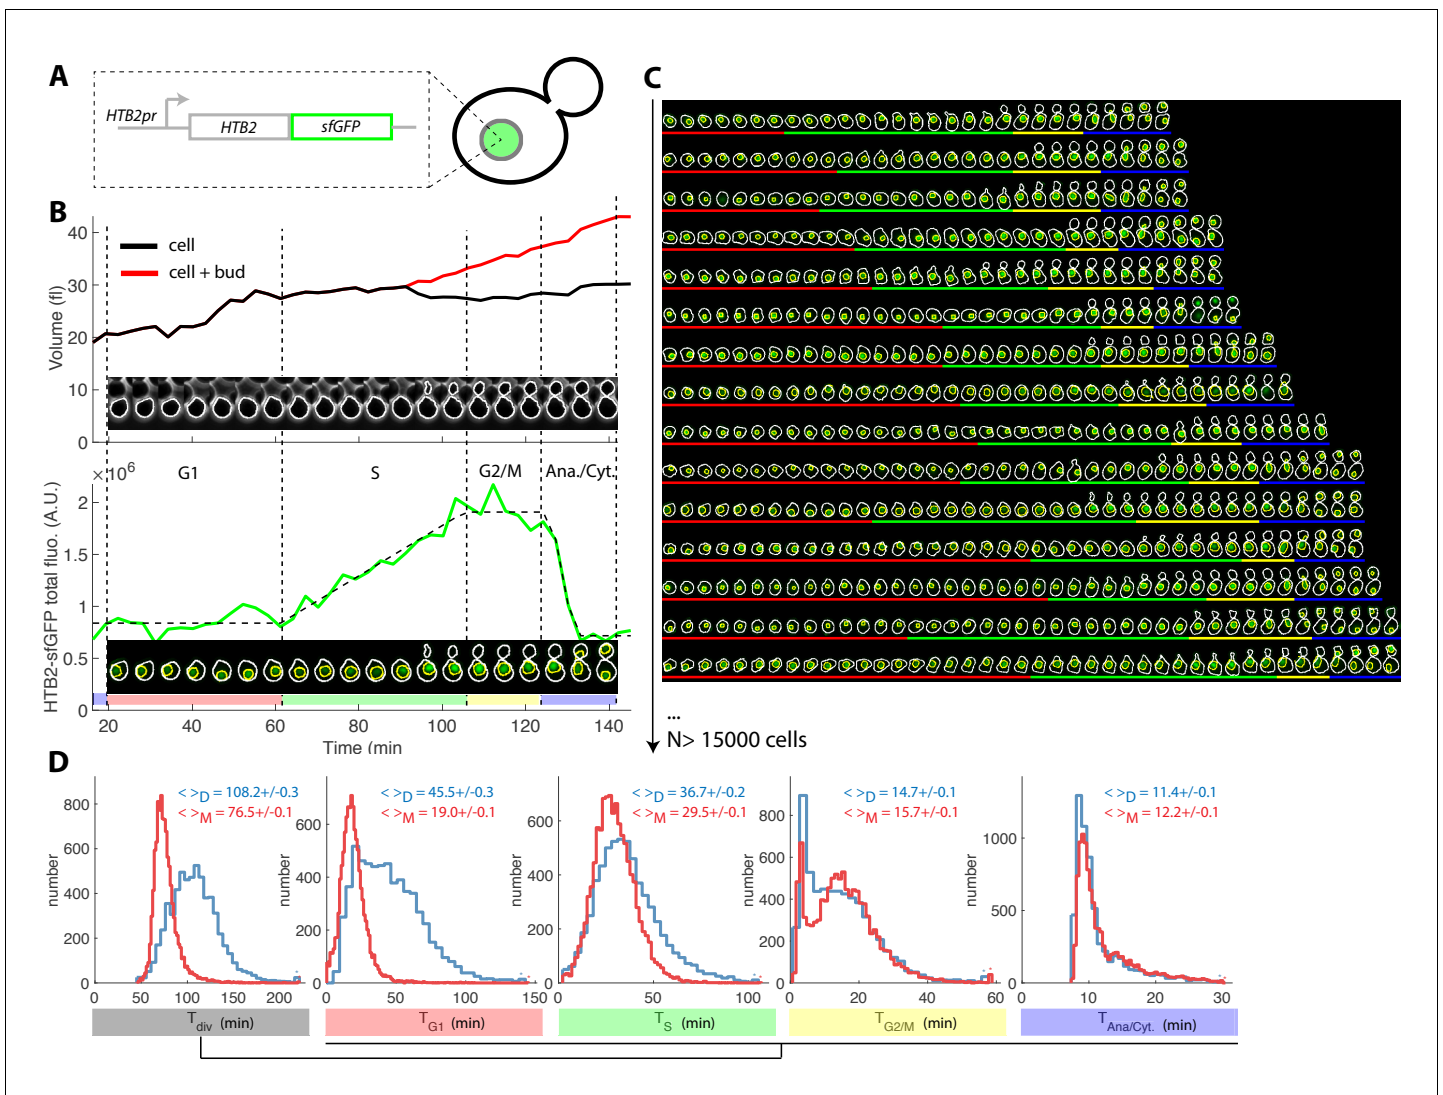 A
HTB2pr
HTB2
sfGFP
B
40
30
20
10
0
Volume (fl)
cell
cell + bud
×10⁶
G1
S
G2/M
Ana./Cyt.
2
1.5
1
0.5
0
HTB2-sfGFP total fluo. (A.U.)
20
40
60
80
100
120
140
Time (min
C
...
N> 15000 cells
D
< >D = 108.2+/-0.3
< >M = 76.5+/-0.1
800
600
400
200
0
number
0
50
100
150
200
Tdiv (min)
< >D = 45.5+/-0.3
< >M = 19.0+/-0.1
600
400
200
0
number
0
50
100
150
TG1 (min)
< >D = 36.7+/-0.2
< >M = 29.5+/-0.1
600
400
200
0
number
0
50
100
TS (min)
< >D = 14.7+/-0.1
< >M = 15.7+/-0.1
800
600
400
200
0
number
0
20
40
60
TG2/M (min)
< >D = 11.4+/-0.1
< >M = 12.2+/-0.1
1000
500
0
number
0
10
20
30
TAna/Cyt. (min)